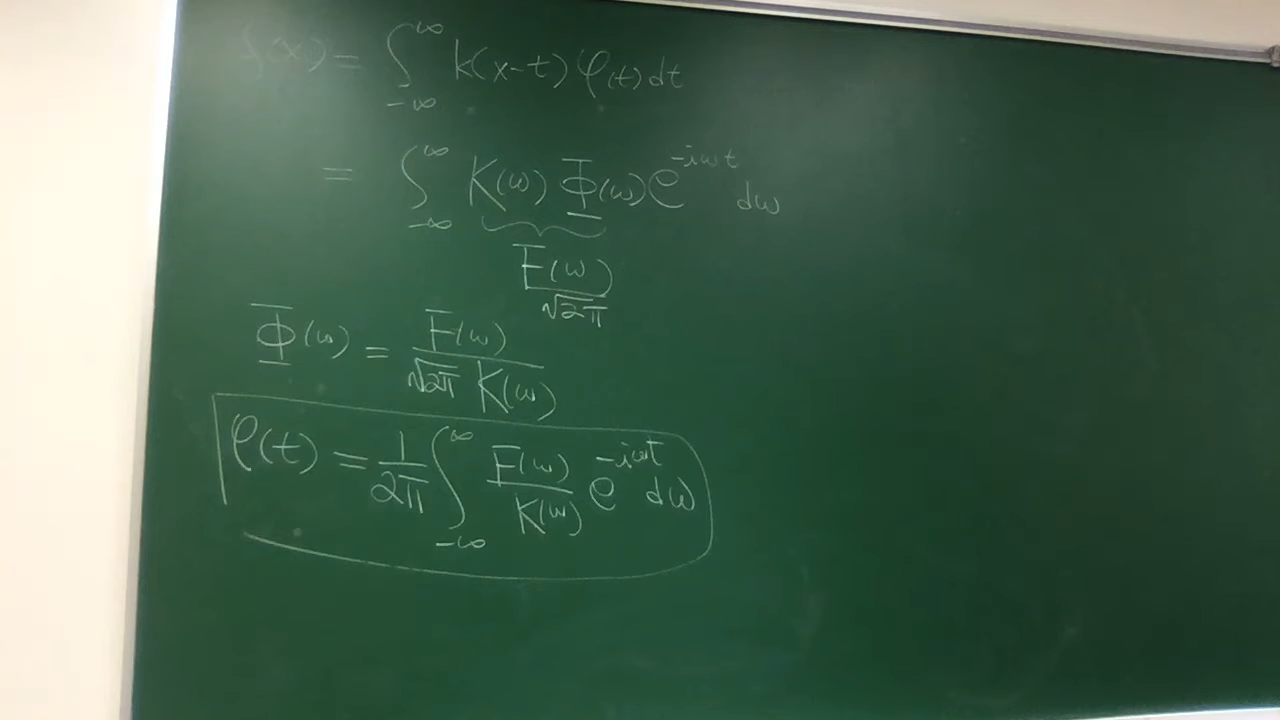 f(x) = ∫_{-∞}^{∞} k(x-t) φ(t) dt
= ∫_{-∞}^{∞} K(ω) Φ(ω) e^{-iωt} dω
F(ω)/√2π
Φ(ω) = F(ω)/(√2π K(ω))
φ(t) = 1/2π ∫_{-∞}^{∞} F(ω)/K(ω) e^{-iωt} dω